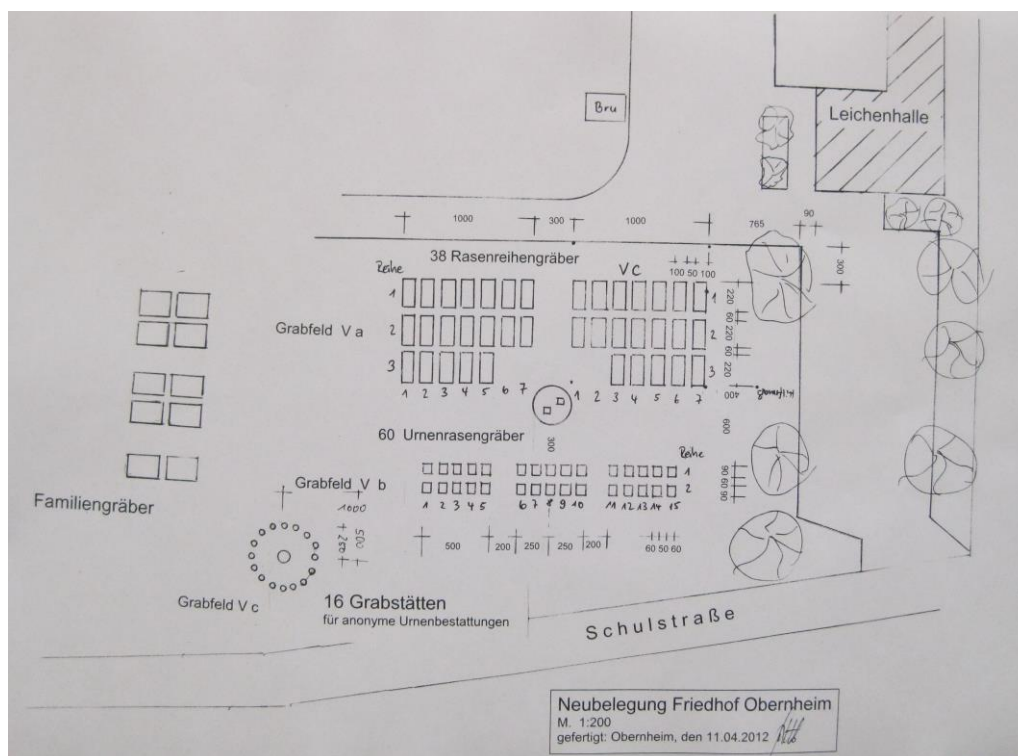 Bru
Leichenhalle
1000
300
1000
765
90
300
38 Rasenreihengräber
V C
100 50 100
Reihe
1
1
220
60
Grabfeld V a
2
2
220
60
3
3
220
1 2 3 4 5 6 7
1 2 3 4 5 6 7
400
600
300
60 Urnenrasengräber
Reihe
1
90
60
2
90
Grabfeld V b
1000
1 2 3 4 5
6 7 8 9 10
11 12 13 14 15
Familiengräber
500
250
500
200
250
250
200
60 50 60
Grabfeld V c
16 Grabstätten
für anonyme Urnenbestattungen
Schulstraße
Neubelegung Friedhof Obernheim
M. 1:200
gefertigt: Obernheim, den 11.04.2012